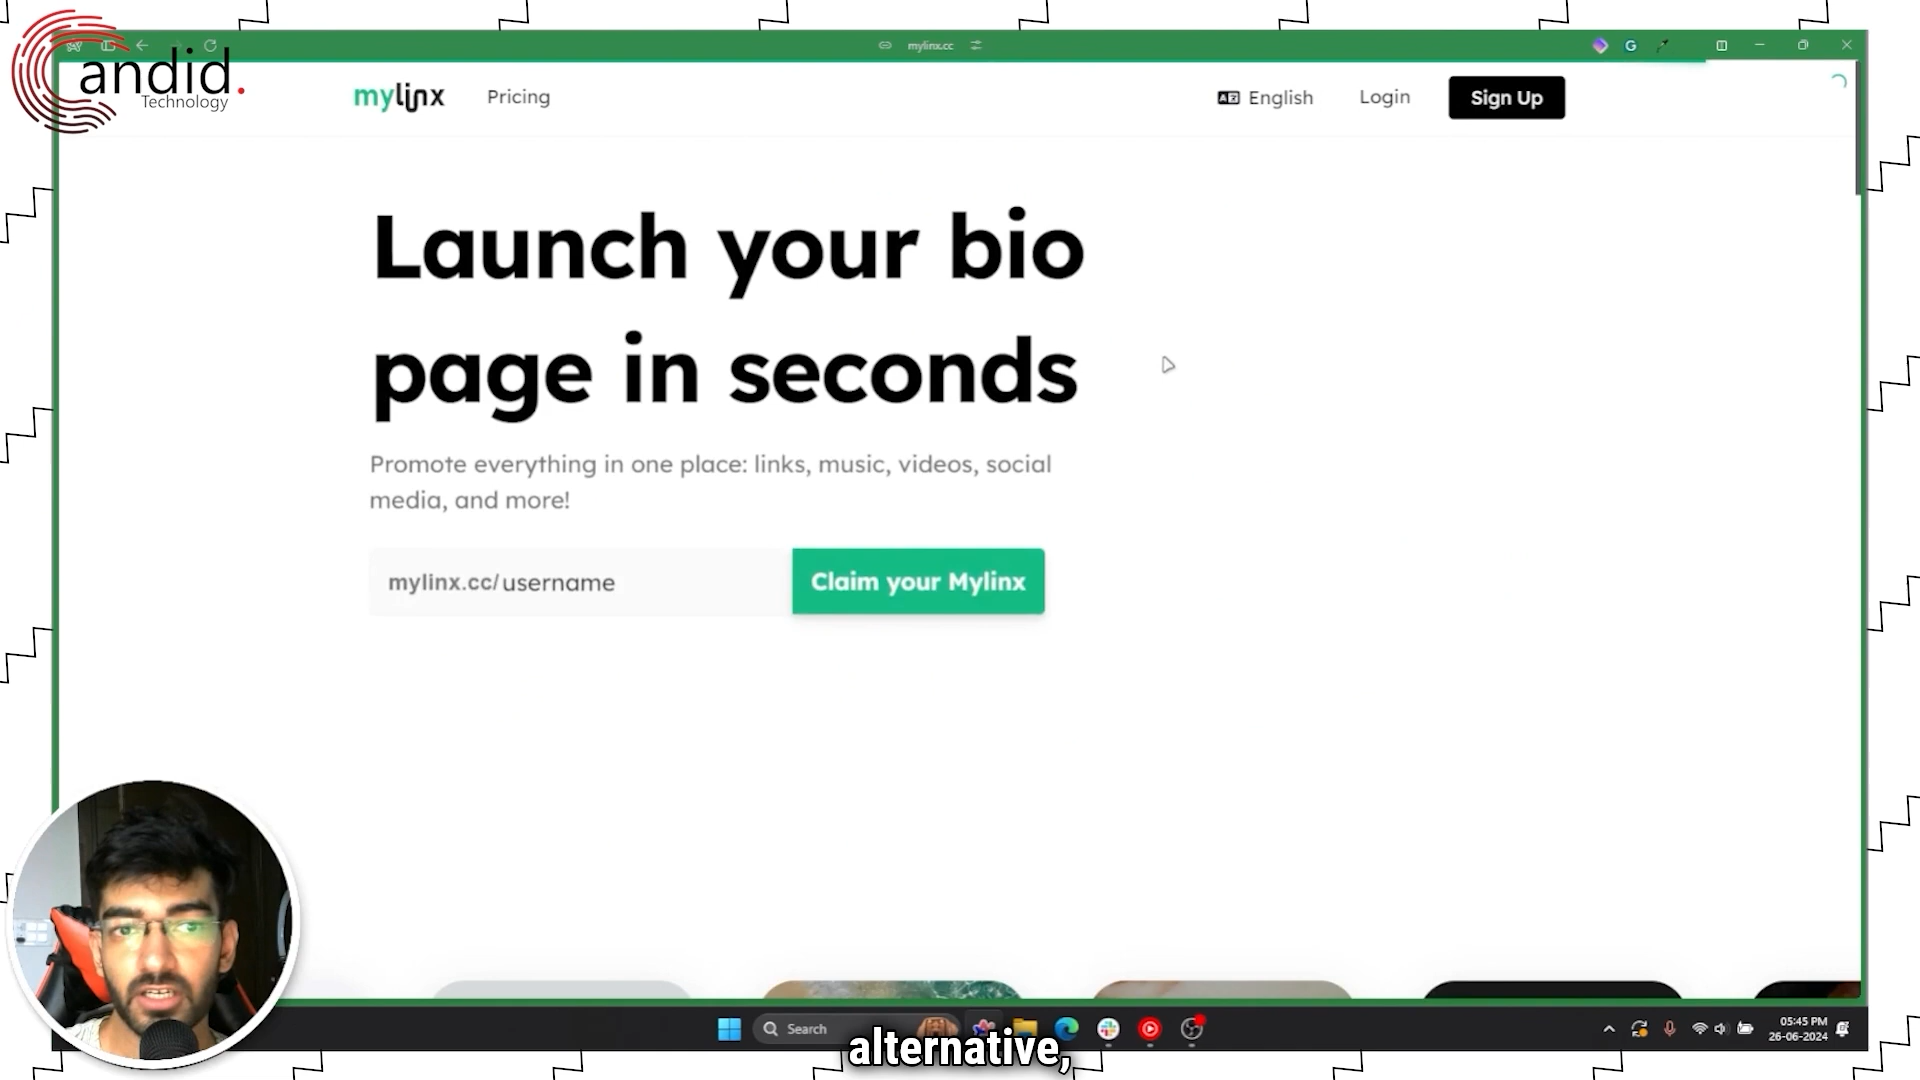 Candid.
Technology
mylinx.cc
mylinx
Pricing
English
Login
Sign Up
Launch your bio
page in seconds
Promote everything in one place: links, music, videos, social
media, and more!
mylinx.cc/username
Claim your Mylinx
Search
05:45 PM
26-06-2024
alternative,